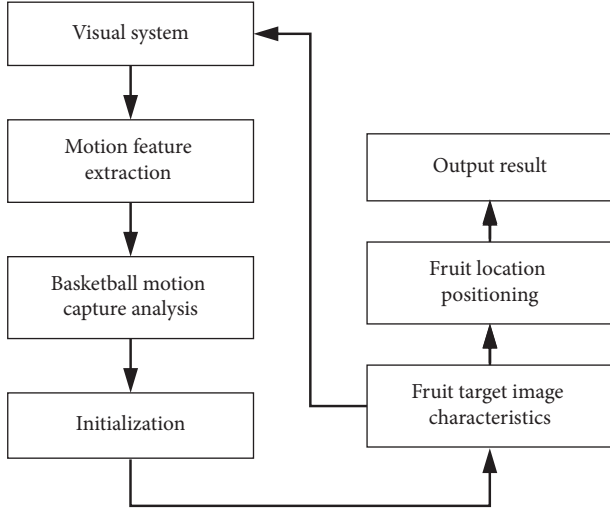 Visual system
Motion feature
extraction
Basketball motion
capture analysis
Initialization
Output result
Fruit location
positioning
Fruit target image
characteristics